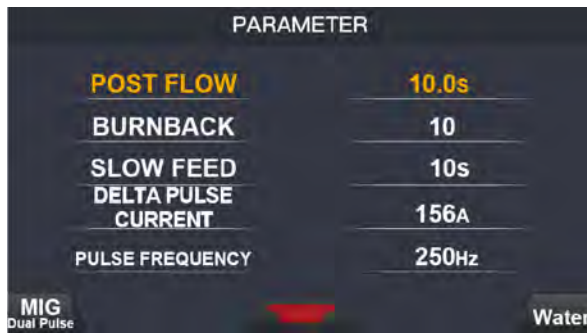 PARAMETER
POST FLOW 10.0s
BURNBACK 10
SLOW FEED 10s
DELTA PULSE
CURRENT 156A
PULSE FREQUENCY 250Hz
MIG
Dual Pulse
Water